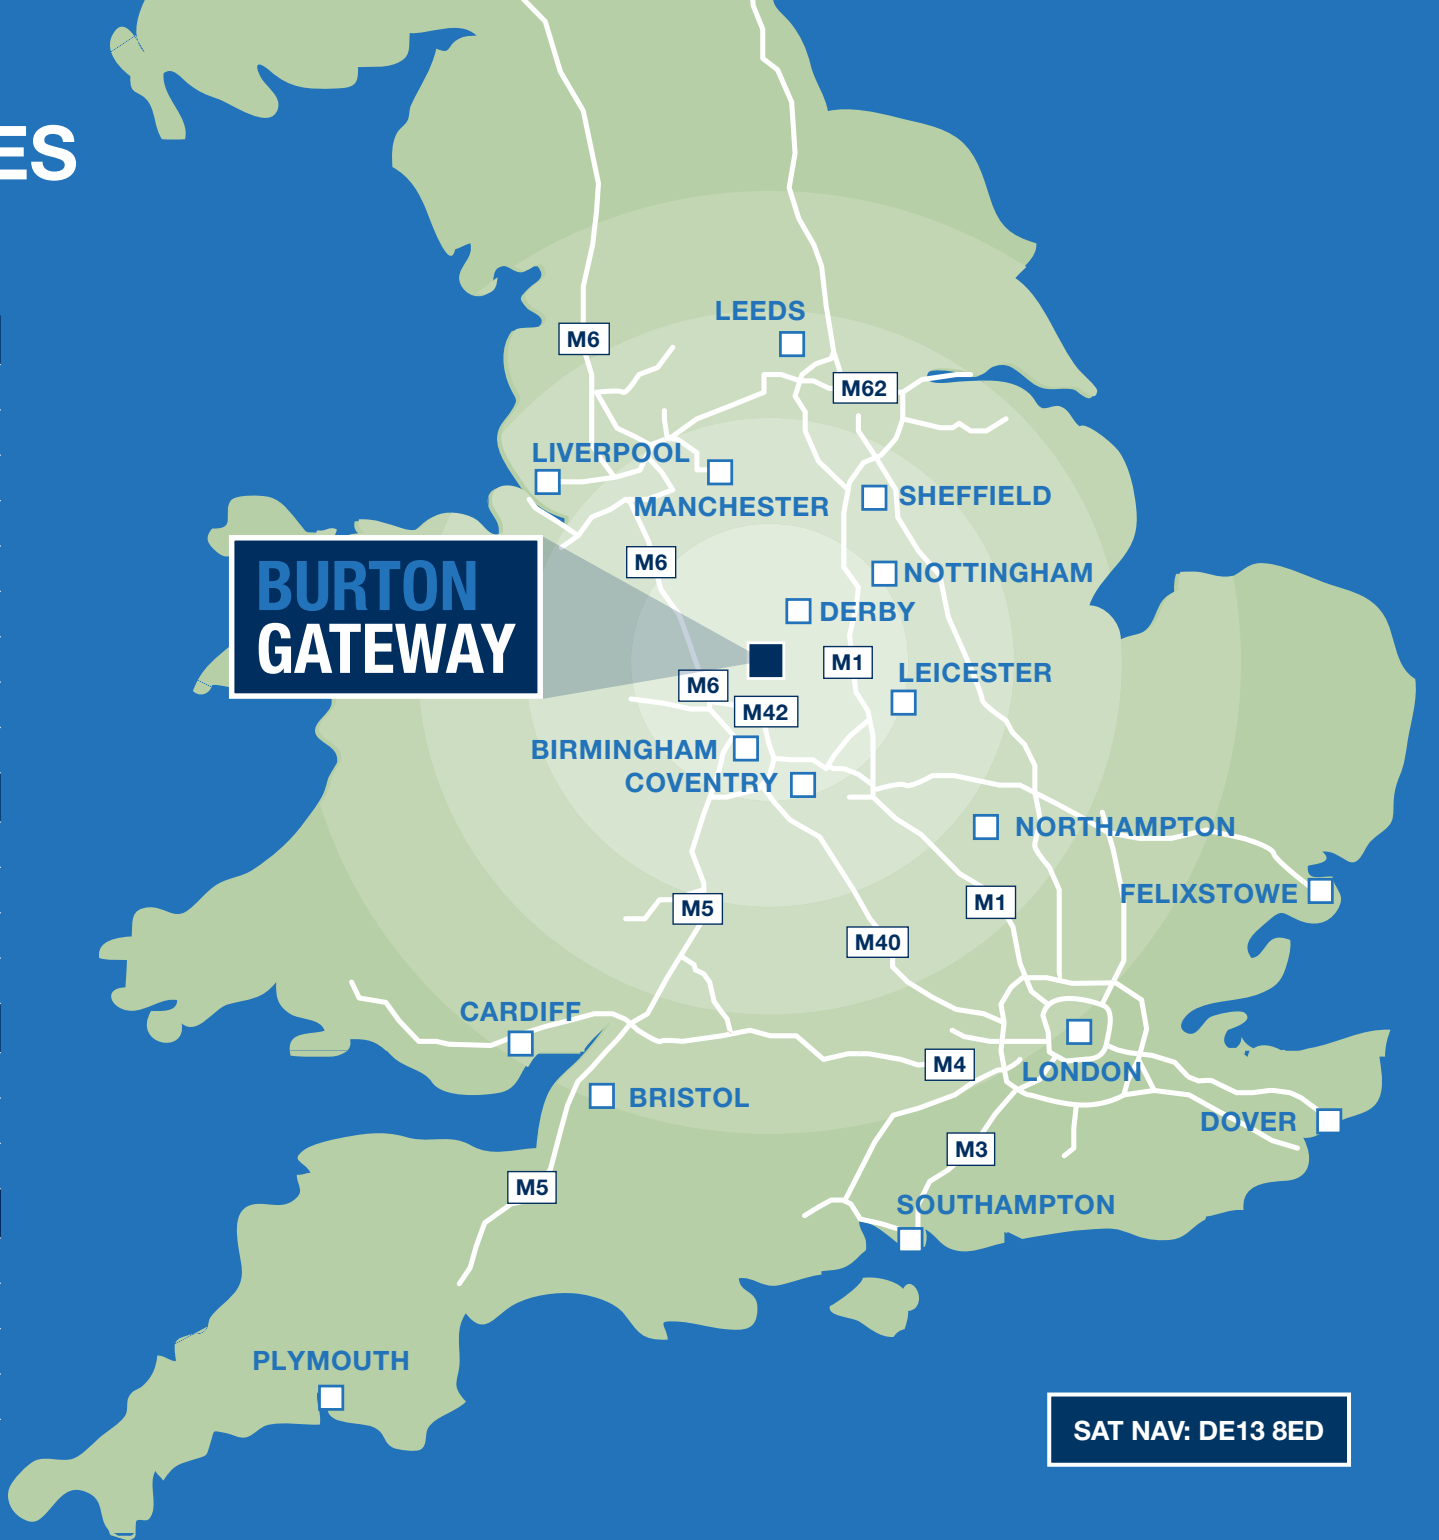 ES
LEEDS
M6
M62
LIVERPOOL
MANCHESTER
SHEFFIELD
M6
NOTTINGHAM
BURTON
GATEWAY
DERBY
M1
LEICESTER
M6
M42
BIRMINGHAM
COVENTRY
NORTHAMPTON
FELIXSTOWE
M5
M1
M40
CARDIFF
M4
LONDON
BRISTOL
DOVER
M3
M5
SOUTHAMPTON
PLYMOUTH
SAT NAV: DE13 8ED